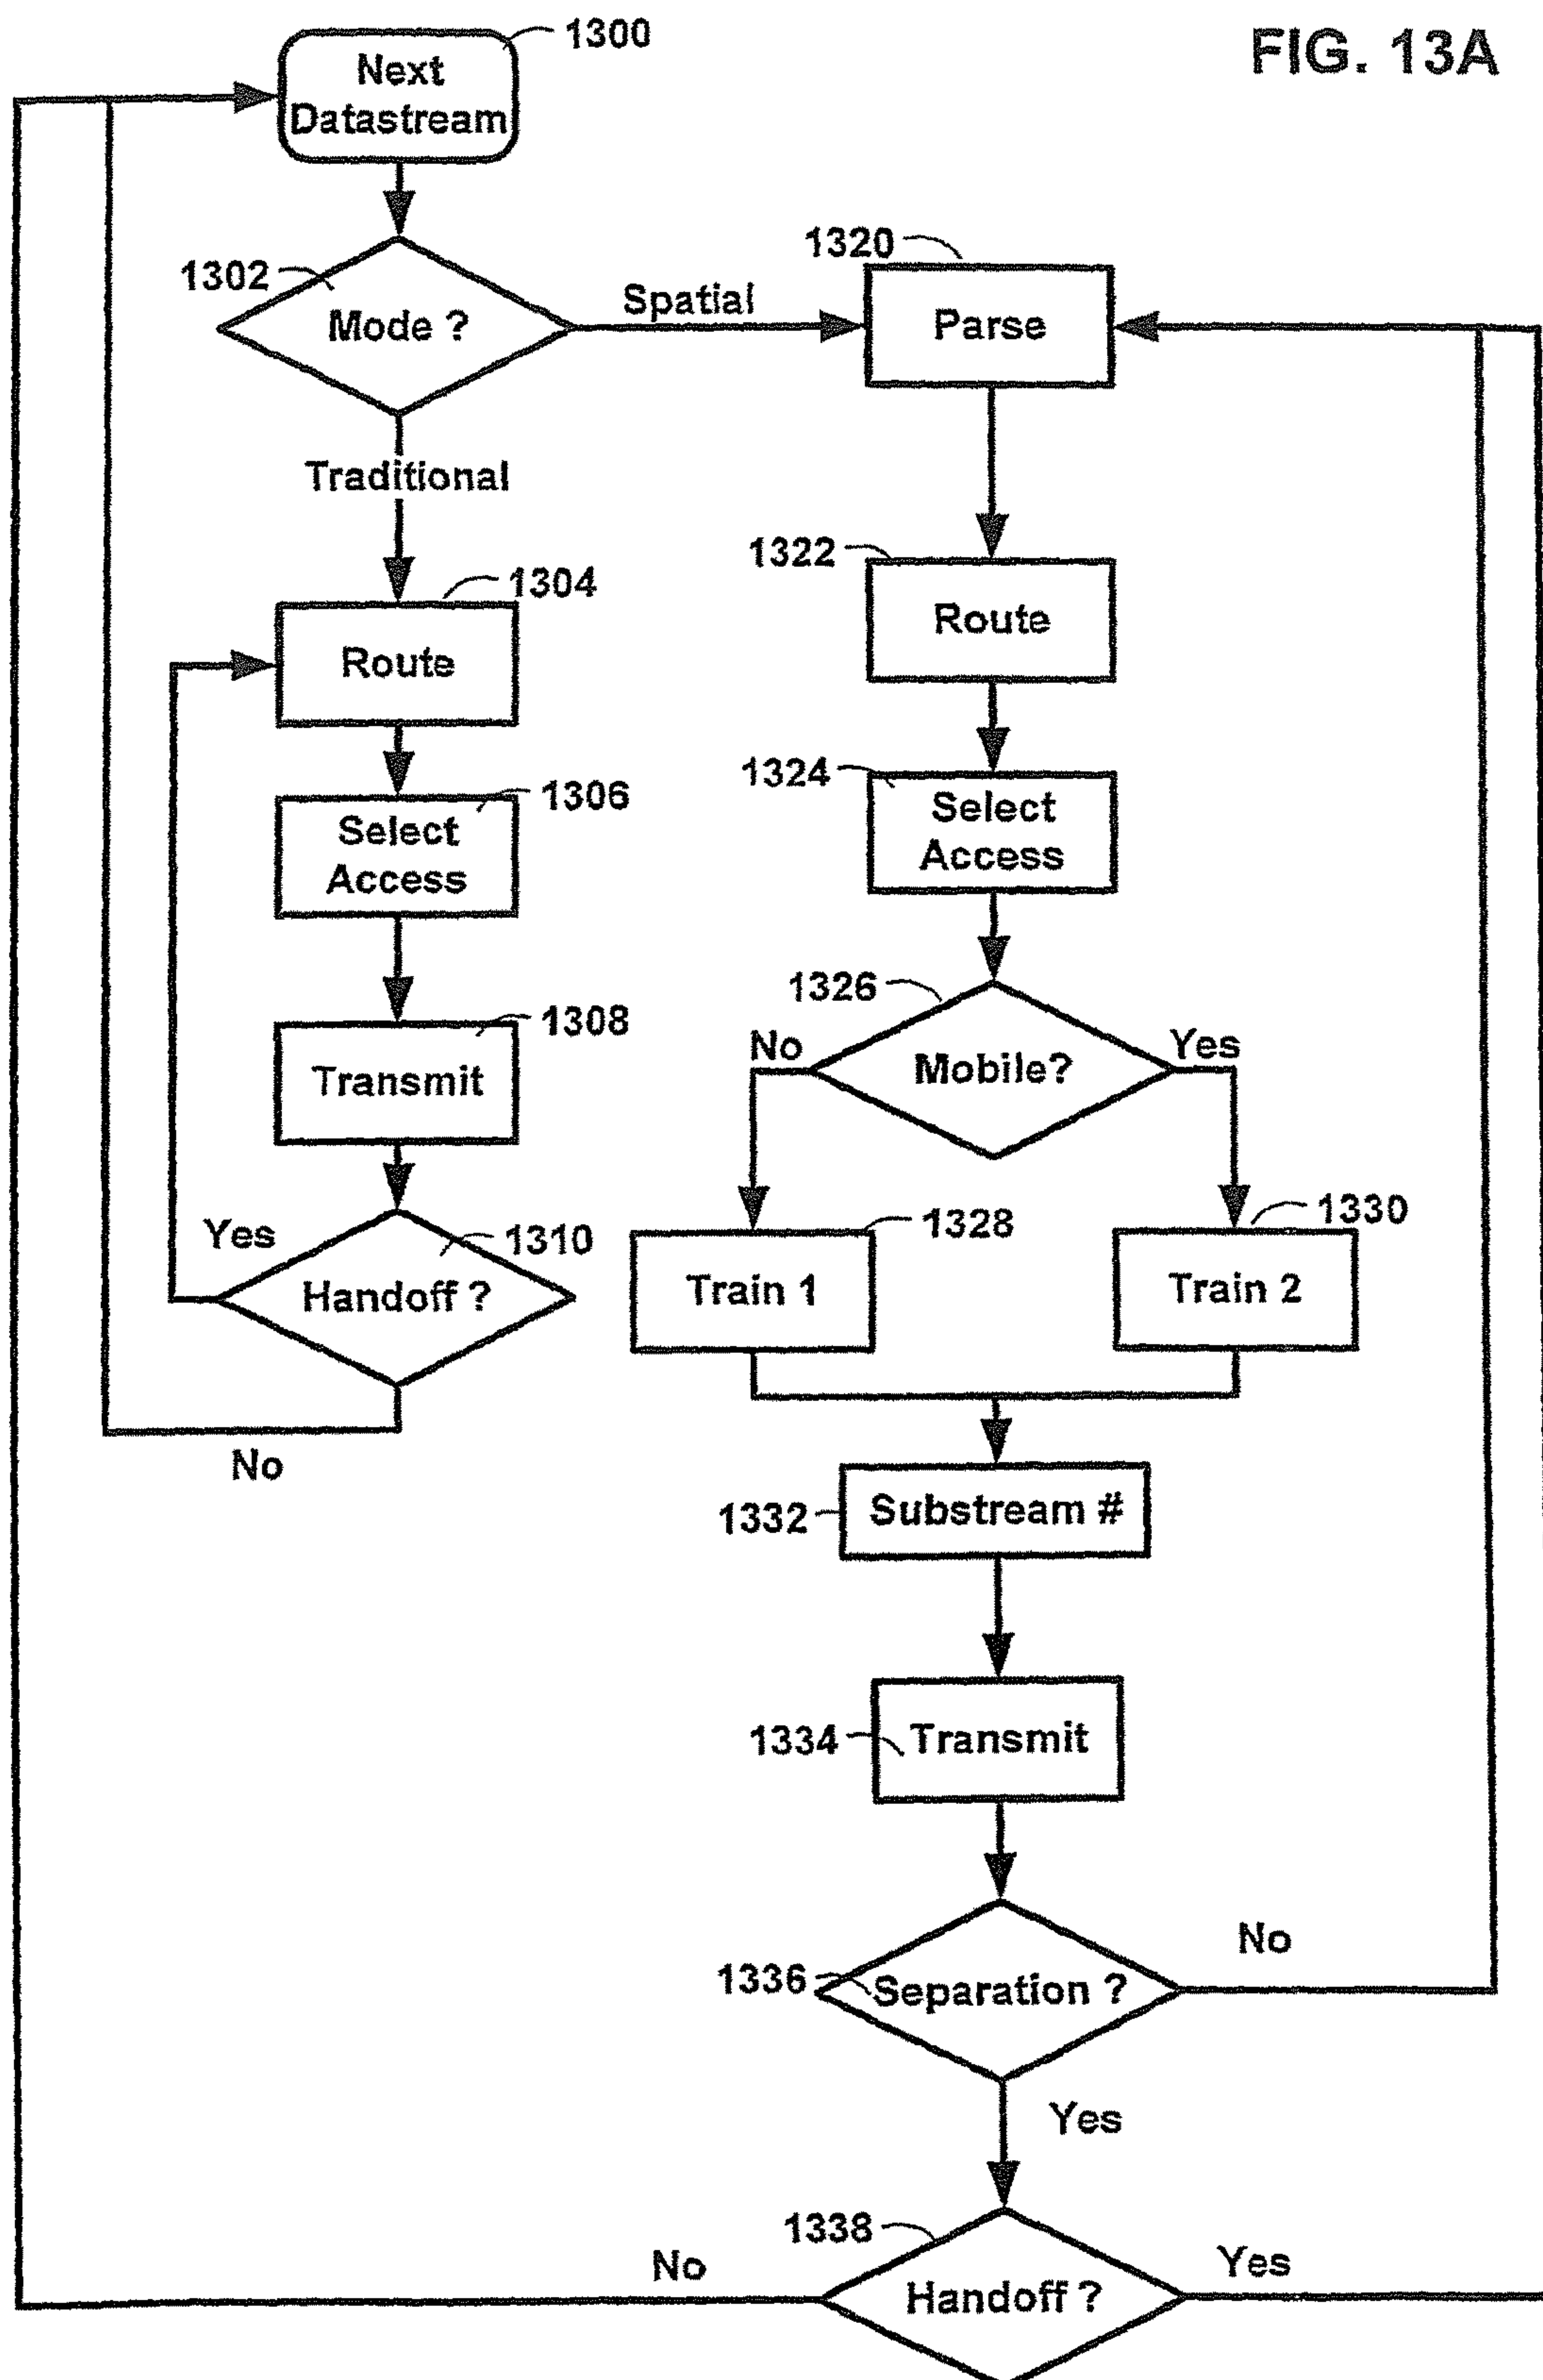 FIG. 13A
1300
Next
Datastream
1302
Mode ?
Spatial
1320
Parse
Traditional
1304
Route
1322
Route
1306
Select
Access
1324
Select
Access
1308
Transmit
1326
Mobile?
No
Yes
1310
Handoff ?
Yes
No
1328
Train 1
1330
Train 2
1332
Substream #
1334
Transmit
1336
Separation ?
No
Yes
1338
Handoff ?
No
Yes